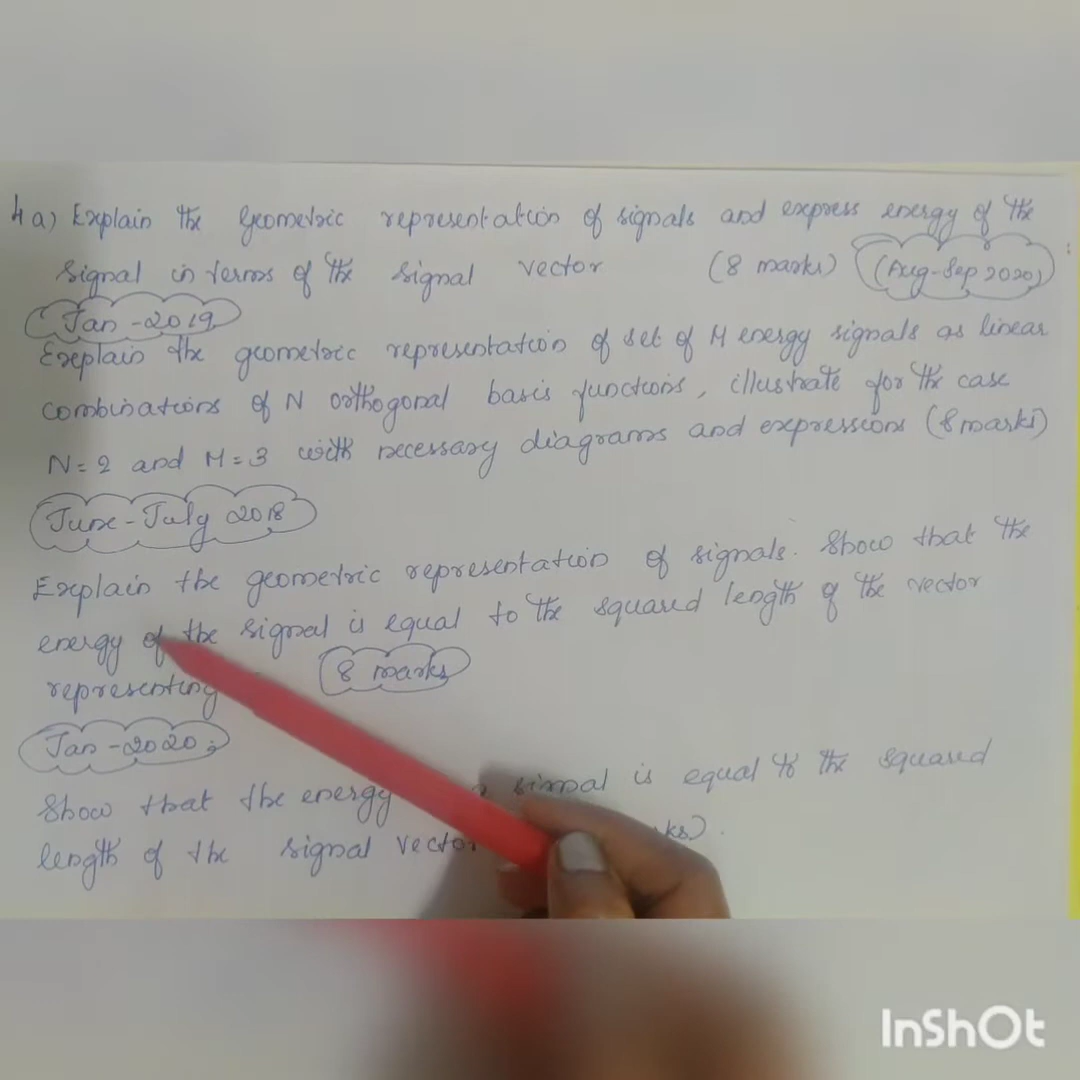 4a) Explain the geometric representation of signals and express energy of the
signal in terms of the signal vector (8 marks) (Aug-Sep 2020)
Jan-2019
Explain the geometric representation of set of M energy signals as linear
combinations of N orthogonal basis functions, illustrate for the case
N=2 and M=3 with necessary diagrams and expressions (8 marks)
June-July 2018
Explain the geometric representation of signals. Show that the
energy of the signal is equal to the squared length of the vector
representing 8 marks
Jan-2020:
Show that the energy signal is equal to the squared
length of the signal vector
InShOt